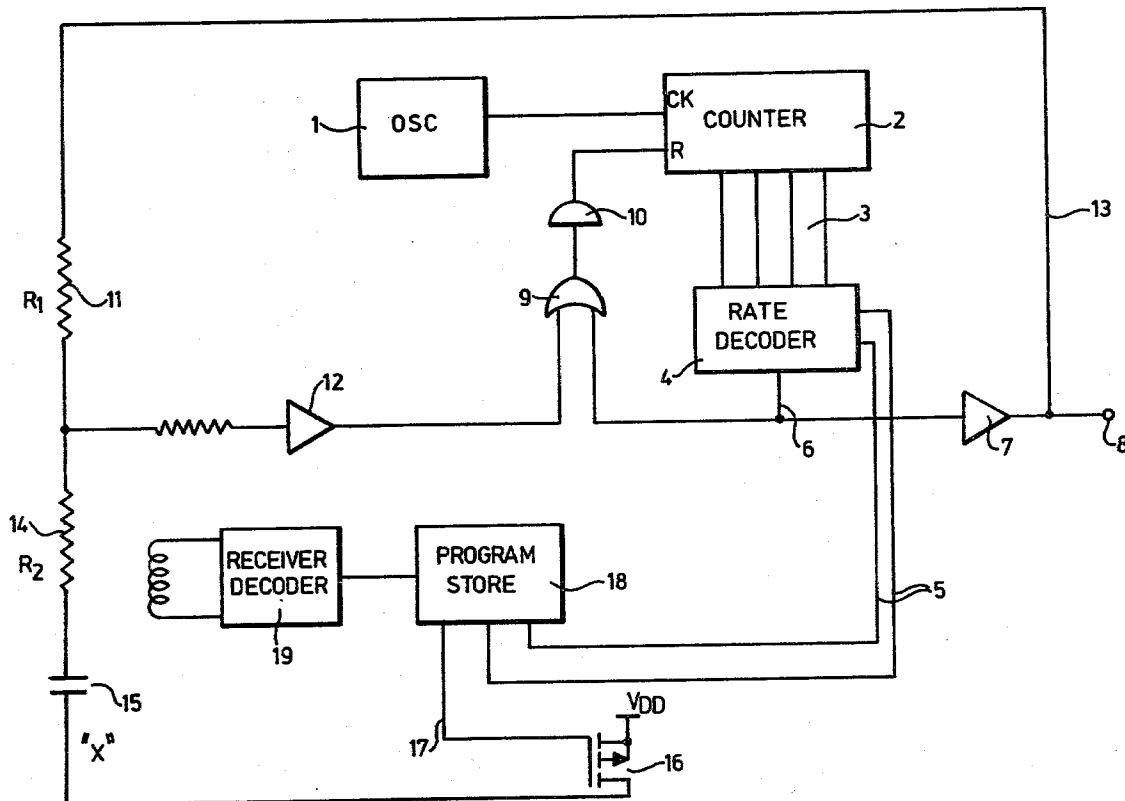 1
OSC
CK
COUNTER
2
R
10
3
13
R1
11
9
RATE
DECODER
4
12
6
7
8
14
R2
RECEIVER
DECODER
19
PROGRAM
STORE
18
5
15
"X"
17
VDD
16